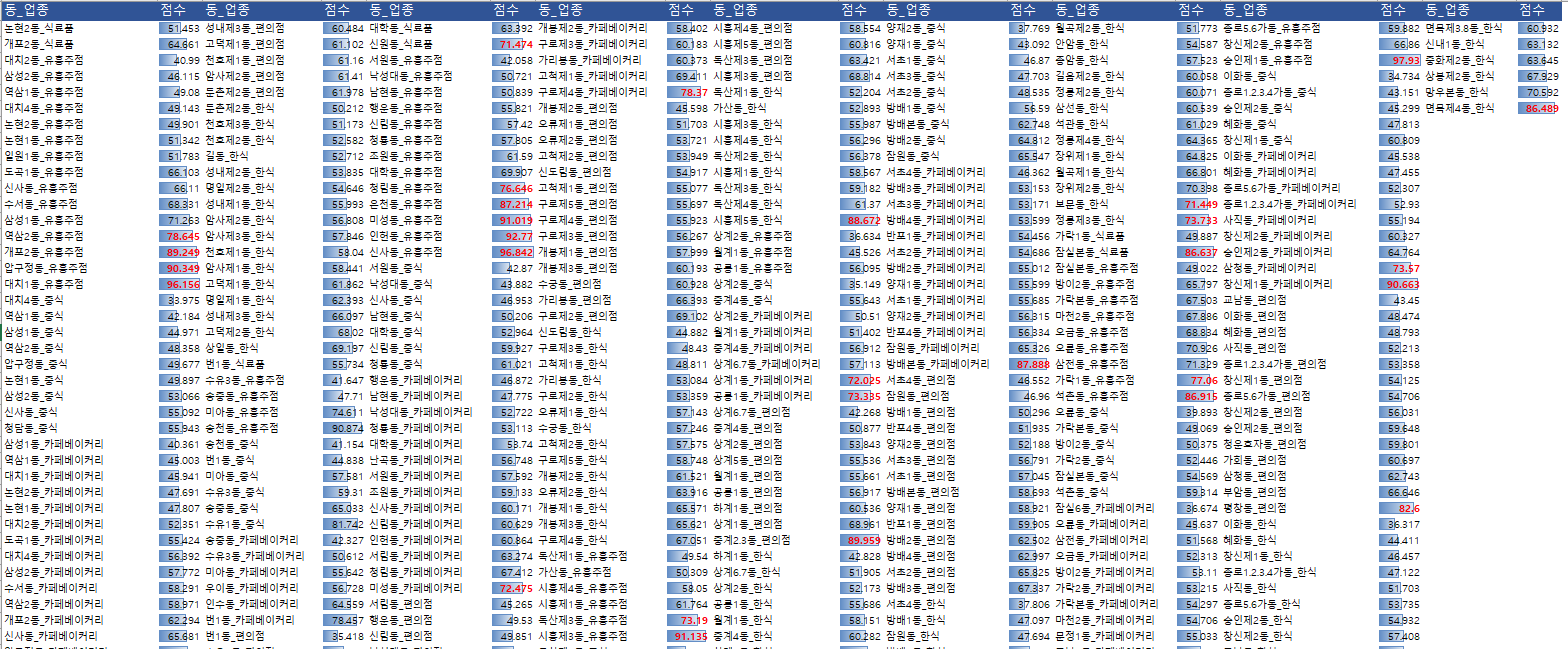 동_업종 점수 동_업종 점수 동_업종 점수 동_업종 점수 동_업종 점수 동_업종 점수 동_업종 점수 동_업종 점수 동_업종 점수
논현2동_식료품 51.453 성내제3동_편의점 60.484 대학동_식료품 63.392 개봉제2동_카페베이커리 58.402 시흥제4동_편의점 58.554 양재2동_중식 37.769 월곡제4동_한식 51.773 종로5.6가동_유흥주점 59.882 면목제3.8동_한식 60.932
개포2동_식료품 64.661 고덕제1동_편의점 61.102 신원동_식료품 71.474 구로제3동_카페베이커리 60.183 시흥제5동_편의점 60.816 양재1동_중식 43.092 안암동_한식 54.587 창신제2동_유흥주점 66.86 신내1동_한식 63.132
대치2동_유흥주점 40.99 천호제1동_편의점 61.16 서원동_유흥주점 42.058 가리봉동_카페베이커리 60.373 독산제3동_편의점 63.421 서초1동_중식 46.87 종암동_한식 57.523 숭인제1동_유흥주점 97.93 중화제2동_한식 63.645
삼성2동_유흥주점 46.115 암사제2동_편의점 61.41 낙성대동_유흥주점 50.721 고척제1동_카페베이커리 69.411 시흥제3동_편의점 68.814 서초2동_중식 47.703 길음제2동_한식 60.058 이화동_중식 34.734 상봉제2동_한식 67.929
역삼1동_유흥주점 49.08 둔촌제2동_편의점 61.978 남현동_유흥주점 50.839 구로제4동_카페베이커리 78.37 독산제1동_한식 52.204 서초2동_중식 48.535 정릉제2동_한식 60.071 종로1.2.3.4가동_중식 43.151 망우본동_한식 70.592
대치4동_유흥주점 49.143 둔촌제2동_한식 50.212 행운동_유흥주점 55.821 개봉제2동_편의점 45.598 가산동_한식 52.893 방배1동_중식 56.59 삼선동_한식 60.539 숭인제2동_중식 45.299 면목제4동_한식 86.489
논현2동_유흥주점 49.901 천호제3동_한식 51.173 신림동_유흥주점 57.42 오류제1동_편의점 51.703 시흥제3동_한식 55.987 방배본동_중식 62.748 석관동_한식 61.029 혜화동_중식 47.813
논현1동_유흥주점 51.342 천호제2동_한식 52.582 청룡동_유흥주점 57.805 오류제2동_편의점 53.721 시흥제4동_한식 56.296 방배2동_중식 64.812 정릉제4동_한식 64.365 창신제1동_중식 60.809
일원1동_유흥주점 51.783 길동_한식 52.712 조원동_유흥주점 61.59 고척제2동_편의점 53.949 독산제2동_한식 56.378 잠원동_중식 65.547 장위제1동_한식 64.825 이화동_카페베이커리 45.538
도곡1동_유흥주점 66.103 성내제2동_한식 53.835 대학동_유흥주점 69.907 신도림동_편의점 54.917 시흥제1동_한식 58.567 서초4동_카페베이커리 46.362 월곡제1동_한식 66.801 혜화동_카페베이커리 47.455
신사동_유흥주점 66.11 명일제2동_한식 54.646 청림동_유흥주점 76.646 고척제1동_편의점 55.077 독산제3동_한식 59.182 방배3동_카페베이커리 53.153 장위제2동_한식 70.398 종로5.6가동_카페베이커리 52.307
수서동_유흥주점 68.331 성내제1동_한식 55.993 은천동_유흥주점 87.214 구로제5동_편의점 55.697 독산제4동_한식 61.37 서초3동_카페베이커리 53.171 보문동_한식 71.449 종로1.2.3.4가동_카페베이커리 52.93
삼성1동_유흥주점 71.263 암사제2동_한식 56.808 미성동_유흥주점 91.019 구로제4동_편의점 55.923 시흥제5동_한식 88.672 방배4동_카페베이커리 53.599 정릉제3동_한식 73.733 사직동_카페베이커리 55.194
역삼2동_유흥주점 78.645 암사제3동_한식 57.846 인헌동_유흥주점 92.77 구로제3동_편의점 56.267 상계2동_유흥주점 36.634 반포1동_카페베이커리 54.456 가락1동_식료품 49.887 창신제2동_카페베이커리 60.327
개포2동_유흥주점 89.249 천호제1동_한식 58.04 신사동_유흥주점 96.842 개봉제1동_편의점 57.999 월계1동_유흥주점 45.526 서초2동_카페베이커리 54.686 잠실본동_식료품 86.637 숭인제2동_카페베이커리 64.764
압구정동_유흥주점 90.349 암사제1동_한식 58.441 서원동_중식 42.87 개봉제3동_편의점 60.193 공릉1동_유흥주점 56.095 방배2동_카페베이커리 55.012 잠실본동_유흥주점 49.022 삼청동_카페베이커리 73.57
대치1동_유흥주점 96.156 고덕제1동_한식 61.862 낙성대동_중식 43.882 수궁동_편의점 60.928 상계2동_중식 35.149 양재1동_카페베이커리 55.599 방이2동_유흥주점 65.797 창신제1동_카페베이커리 90.663
대치4동_중식 33.975 명일제1동_한식 62.393 신사동_중식 46.953 가리봉동_편의점 66.393 중계4동_중식 55.643 서초1동_카페베이커리 55.685 가락본동_유흥주점 67.503 교남동_편의점 43.45
역삼1동_중식 42.184 성내제3동_한식 66.097 남현동_중식 50.206 구로제2동_편의점 69.102 상계2동_카페베이커리 50.51 양재2동_카페베이커리 56.315 마천2동_유흥주점 67.886 이화동_편의점 48.474
삼성1동_중식 44.971 고덕제2동_한식 68.02 대학동_중식 52.964 신도림동_한식 44.882 월계1동_카페베이커리 51.402 반포4동_카페베이커리 56.334 오금동_유흥주점 68.834 혜화동_편의점 48.793
역삼2동_중식 48.358 상일동_한식 69.197 신림동_중식 59.927 구로제3동_한식 48.43 중계4동_카페베이커리 56.912 잠원동_카페베이커리 65.326 오륜동_유흥주점 70.926 사직동_편의점 52.213
압구정동_중식 49.677 번1동_식료품 55.734 청룡동_중식 61.021 고척제1동_한식 48.811 상계6.7동_카페베이커리 57.113 방배본동_카페베이커리 87.888 삼전동_유흥주점 71.329 종로1.2.3.4가동_편의점 53.358
논현1동_중식 49.897 수유3동_유흥주점 41.647 행운동_카페베이커리 46.872 가리봉동_한식 53.084 상계1동_카페베이커리 72.025 서초4동_편의점 46.552 가락1동_유흥주점 77.06 창신제1동_편의점 54.125
삼성2동_중식 53.066 송중동_유흥주점 47.71 남현동_카페베이커리 47.775 구로제2동_한식 53.359 공릉1동_카페베이커리 73.335 잠원동_편의점 46.96 석촌동_유흥주점 86.915 종로5.6가동_편의점 54.706
신사동_중식 55.092 미아동_유흥주점 74.611 낙성대동_카페베이커리 52.722 오류제1동_한식 57.143 상계6.7동_편의점 42.268 방배1동_편의점 50.296 오륜동_중식 39.893 창신제2동_편의점 56.031
청담동_중식 55.943 송천동_유흥주점 90.874 청룡동_카페베이커리 53.113 수궁동_한식 57.246 중계4동_편의점 50.877 반포4동_편의점 51.935 가락본동_중식 49.069 숭인제2동_편의점 59.648
삼성1동_카페베이커리 40.361 송천동_중식 41.154 대학동_카페베이커리 53.74 고척제2동_한식 57.575 상계2동_편의점 53.843 양재2동_편의점 52.188 방이2동_중식 50.375 청운효자동_편의점 59.801
역삼1동_카페베이커리 45.003 번1동_중식 44.838 난곡동_카페베이커리 56.748 구로제5동_한식 58.748 상계5동_편의점 55.536 서초3동_편의점 56.791 가락2동_중식 52.446 가회동_편의점 60.697
대치1동_카페베이커리 45.941 미아동_중식 57.581 서원동_카페베이커리 57.592 개봉제2동_한식 61.521 월계1동_편의점 55.661 서초1동_편의점 57.045 잠실본동_중식 54.569 삼청동_편의점 62.743
논현2동_카페베이커리 47.691 수유3동_중식 59.31 조원동_카페베이커리 59.133 오류제2동_한식 63.916 공릉1동_편의점 56.917 방배본동_편의점 58.693 석촌동_중식 59.314 부암동_편의점 66.646
논현1동_카페베이커리 47.807 송중동_중식 65.033 신사동_카페베이커리 60.171 개봉제1동_한식 65.571 하계1동_편의점 60.536 양재1동_편의점 58.921 잠실6동_카페베이커리 36.674 평창동_편의점 82.6
대치2동_카페베이커리 52.351 수유1동_중식 81.742 신림동_카페베이커리 60.629 개봉제3동_한식 65.621 상계1동_편의점 68.961 반포1동_편의점 59.905 오륜동_카페베이커리 45.637 이화동_한식 36.317
도곡1동_카페베이커리 55.424 송중동_카페베이커리 42.327 인헌동_카페베이커리 60.864 구로제4동_한식 67.051 중계2.3동_편의점 89.959 방배2동_편의점 62.502 삼전동_카페베이커리 51.568 혜화동_한식 44.411
대치4동_카페베이커리 56.392 수유3동_카페베이커리 50.612 서림동_카페베이커리 63.274 독산제1동_유흥주점 49.54 하계1동_한식 42.828 방배4동_편의점 62.997 오금동_카페베이커리 52.313 창신제1동_한식 46.457
삼성2동_카페베이커리 57.772 미아동_카페베이커리 55.642 청림동_카페베이커리 67.412 가산동_유흥주점 50.309 상계6.7동_한식 51.905 서초2동_편의점 65.825 방이2동_카페베이커리 53.11 종로1.2.3.4가동_한식 47.122
수서동_카페베이커리 58.291 우이동_카페베이커리 56.728 미성동_카페베이커리 72.475 시흥제4동_유흥주점 58.05 상계2동_한식 52.173 방배3동_편의점 67.337 가락2동_카페베이커리 53.215 사직동_한식 51.703
역삼2동_카페베이커리 58.971 인수동_카페베이커리 64.559 서림동_편의점 45.265 시흥제1동_유흥주점 61.764 공릉1동_한식 55.686 서초4동_한식 37.806 가락본동_카페베이커리 54.297 종로5.6가동_한식 53.735
개포2동_카페베이커리 62.294 번1동_카페베이커리 78.457 행운동_편의점 49.53 독산제3동_유흥주점 73.19 월계1동_한식 58.151 방배1동_한식 47.097 마천2동_카페베이커리 54.706 숭인제2동_한식 54.932
신사동_카페베이커리 65.681 번1동_편의점 35.418 신림동_편의점 49.851 시흥제3동_유흥주점 91.135 중계4동_한식 60.282 잠원동_한식 47.694 문정1동_카페베이커리 55.033 창신제2동_한식 57.408